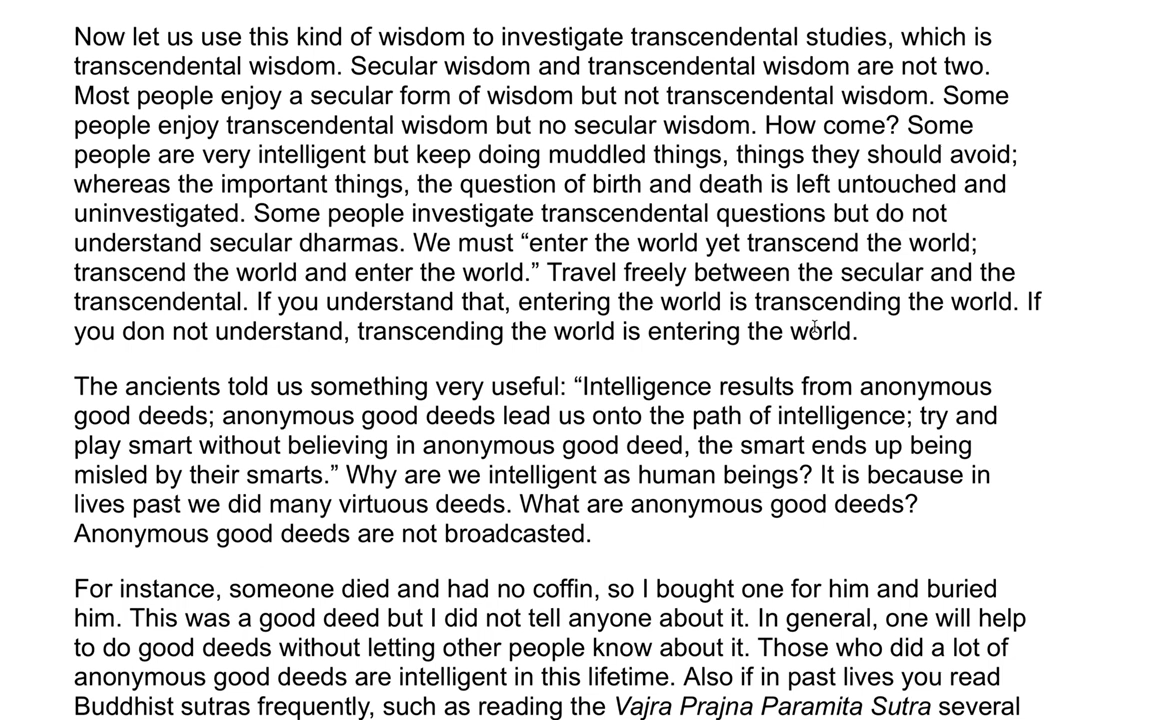 Now let us use this kind of wisdom to investigate transcendental studies, which is
transcendental wisdom. Secular wisdom and transcendental wisdom are not two.
Most people enjoy a secular form of wisdom but not transcendental wisdom. Some
people enjoy transcendental wisdom but no secular wisdom. How come? Some
people are very intelligent but keep doing muddled things, things they should avoid;
whereas the important things, the question of birth and death is left untouched and
uninvestigated. Some people investigate transcendental questions but do not
understand secular dharmas. We must “enter the world yet transcend the world;
transcend the world and enter the world.” Travel freely between the secular and the
transcendental. If you understand that, entering the world is transcending the world. If
you don not understand, transcending the world is entering the world.
The ancients told us something very useful: “Intelligence results from anonymous
good deeds; anonymous good deeds lead us onto the path of intelligence; try and
play smart without believing in anonymous good deed, the smart ends up being
misled by their smarts.” Why are we intelligent as human beings? It is because in
lives past we did many virtuous deeds. What are anonymous good deeds?
Anonymous good deeds are not broadcasted.
For instance, someone died and had no coffin, so I bought one for him and buried
him. This was a good deed but I did not tell anyone about it. In general, one will help
to do good deeds without letting other people know about it. Those who did a lot of
anonymous good deeds are intelligent in this lifetime. Also if in past lives you read
Buddhist sutras frequently, such as reading the Vajra Prajna Paramita Sutra several